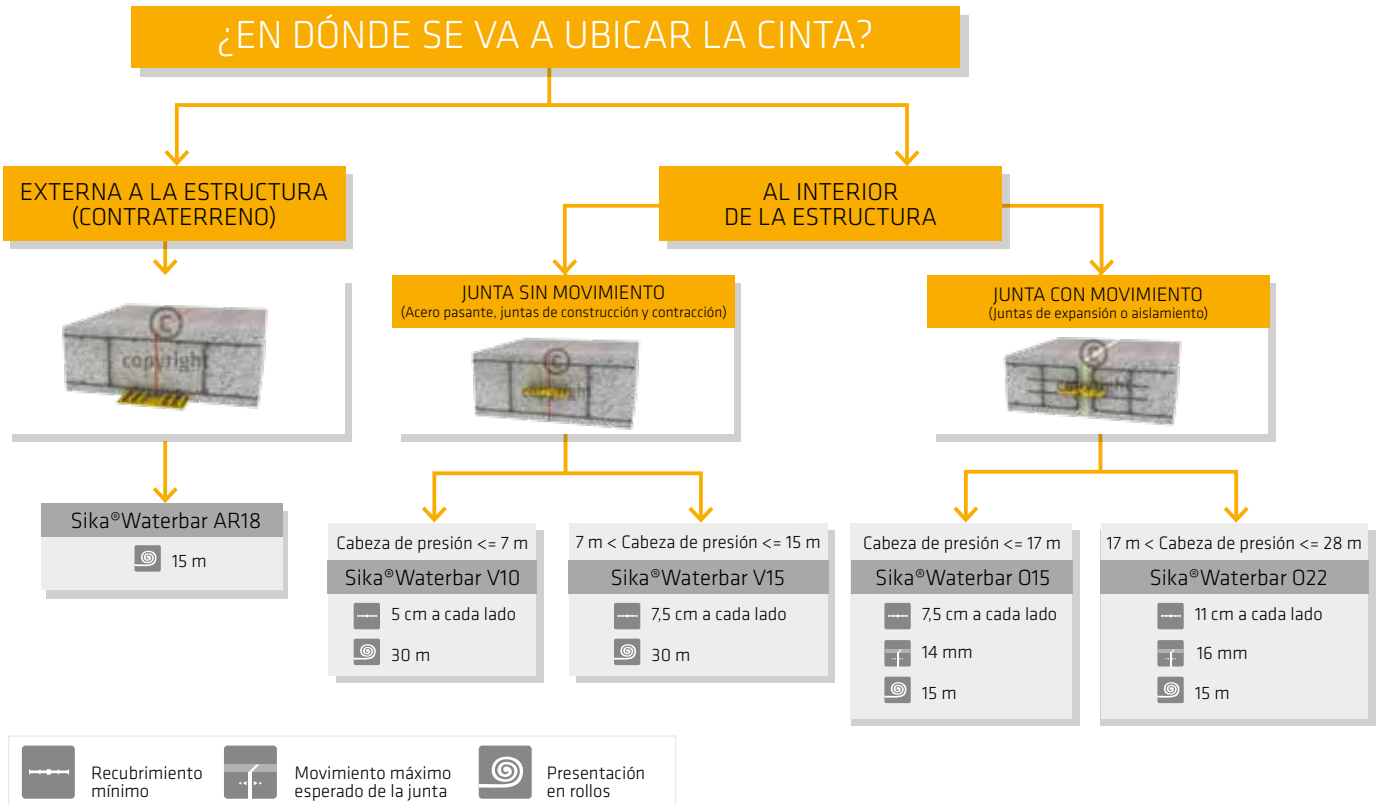 ¿EN DÓNDE SE VA A UBICAR LA CINTA?
EXTERNA A LA ESTRUCTURA
(CONTRATERRENO)
AL INTERIOR
DE LA ESTRUCTURA
JUNTA SIN MOVIMIENTO
(Acero pasante, juntas de construcción y contracción)
JUNTA CON MOVIMIENTO
(Juntas de expansión o aislamiento)
©
copyright
©
copyright
©
Sika®Waterbar AR18
15 m
Cabeza de presión <= 7 m
Sika®Waterbar V10
5 cm a cada lado
30 m
7 m < Cabeza de presión <= 15 m
Sika®Waterbar V15
7,5 cm a cada lado
30 m
Cabeza de presión <= 17 m
Sika®Waterbar O15
7,5 cm a cada lado
14 mm
15 m
17 m < Cabeza de presión <= 28 m
Sika®Waterbar O22
11 cm a cada lado
16 mm
15 m
Recubrimiento
mínimo
Movimiento máximo
esperado de la junta
Presentación
en rollos